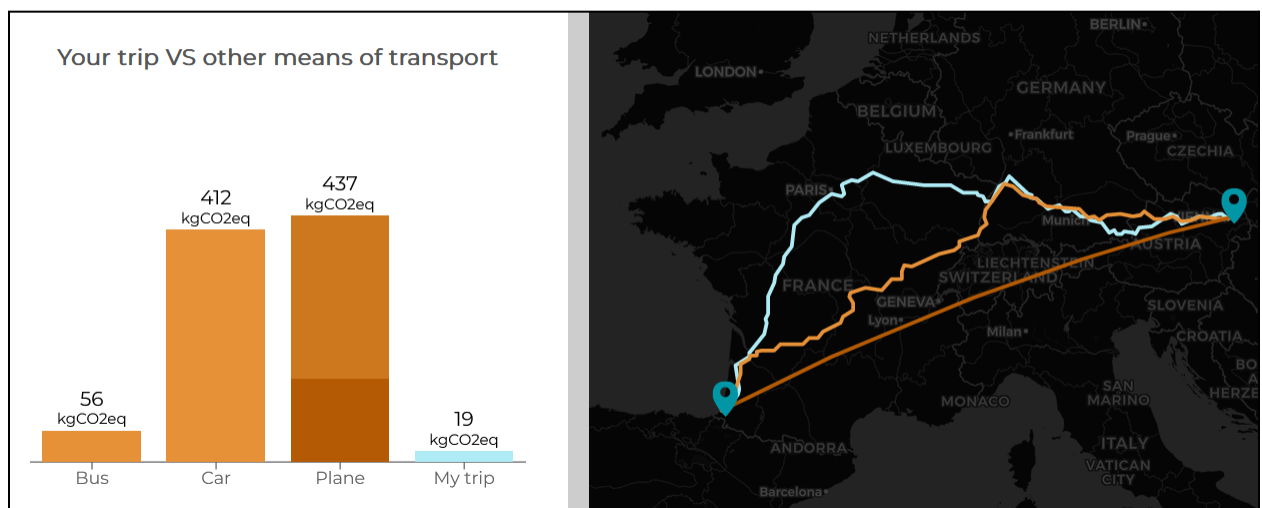 Your trip VS other means of transport
437
kgCO2eq
412
kgCO2eq
56
kgCO2eq
19
kgCO2eq
Bus
Car
Plane
My trip
BERLIN
NETHERLANDS
LONDON
GERMANY
BELGIUM
Frankfurt
Prague
LUXEMBOURG
CZECHIA
PARIS
Munich
AUSTRIA
LIECHTENSTEIN
SWITZERLAND
FRANCE
GENEVA
SLOVENIA
Lyon
Milan
CROATIA
BO
A
HERZE
SAN
MARINO
MONACO
ITALY
ANDORRA
VATICAN
CITY
Barcelona